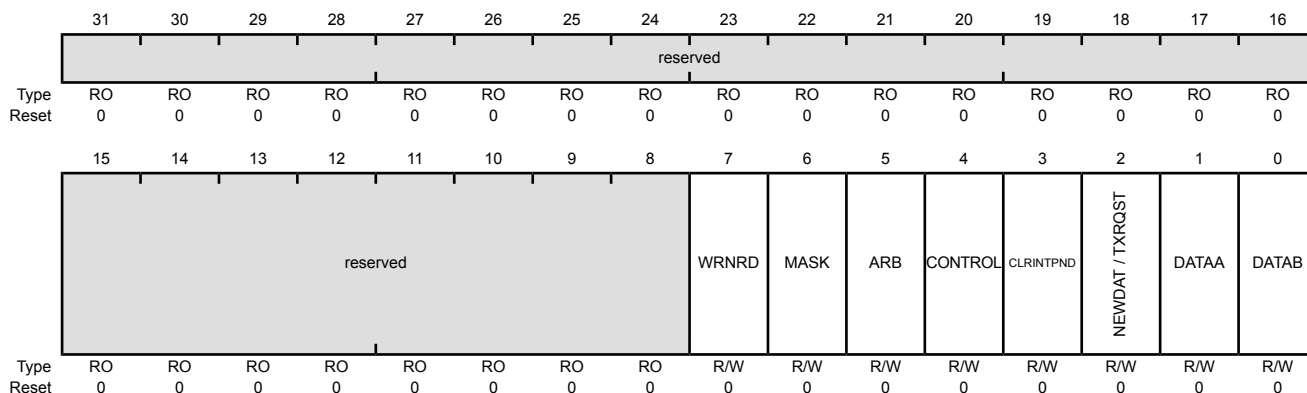 31 30 29 28 27 26 25 24 23 22 21 20 19 18 17 16
reserved
Type RO RO RO RO RO RO RO RO RO RO RO RO RO RO RO RO
Reset 0 0 0 0 0 0 0 0 0 0 0 0 0 0 0 0
15 14 13 12 11 10 9 8 7 6 5 4 3 2 1 0
reserved WRNRD MASK ARB CONTROL CLRINTPND NEWDAT / TXRQST DATAA DATAB
Type RO RO RO RO RO RO RO RO R/W R/W R/W R/W R/W R/W R/W R/W
Reset 0 0 0 0 0 0 0 0 0 0 0 0 0 0 0 0